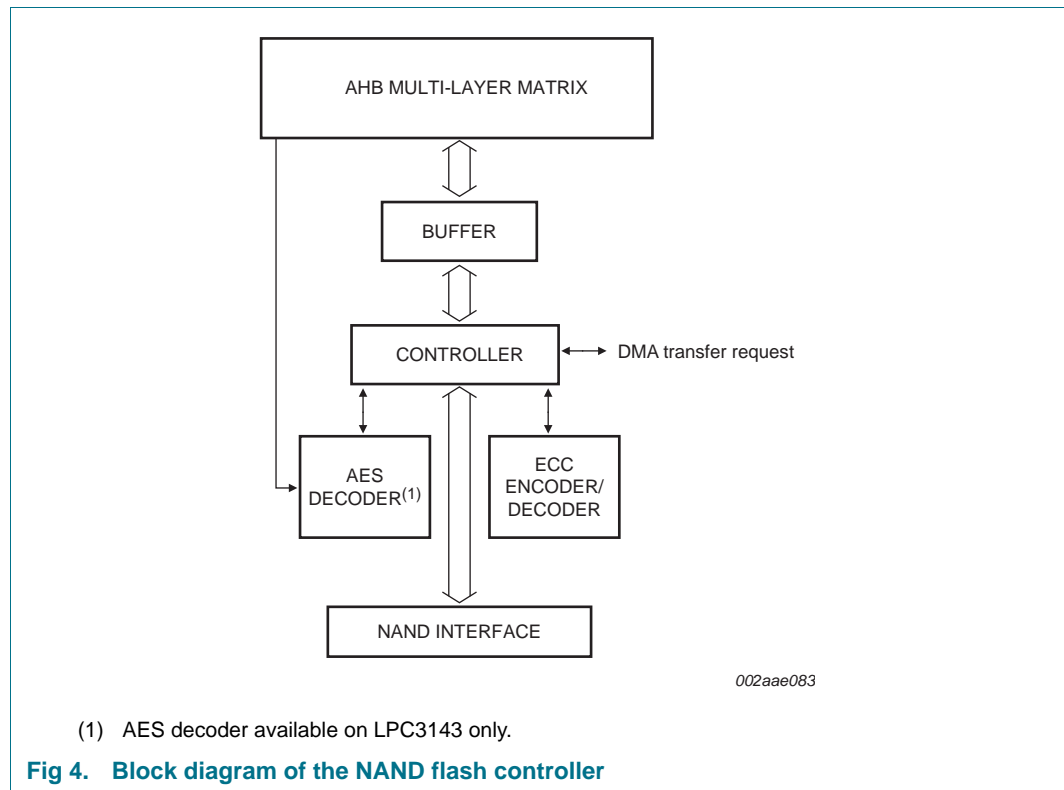 AHB MULTI-LAYER MATRIX
BUFFER
CONTROLLER
DMA transfer request
AES
DECODER(1)
ECC
ENCODER/
DECODER
NAND INTERFACE
002aae083
(1) AES decoder available on LPC3143 only.
Fig 4. Block diagram of the NAND flash controller